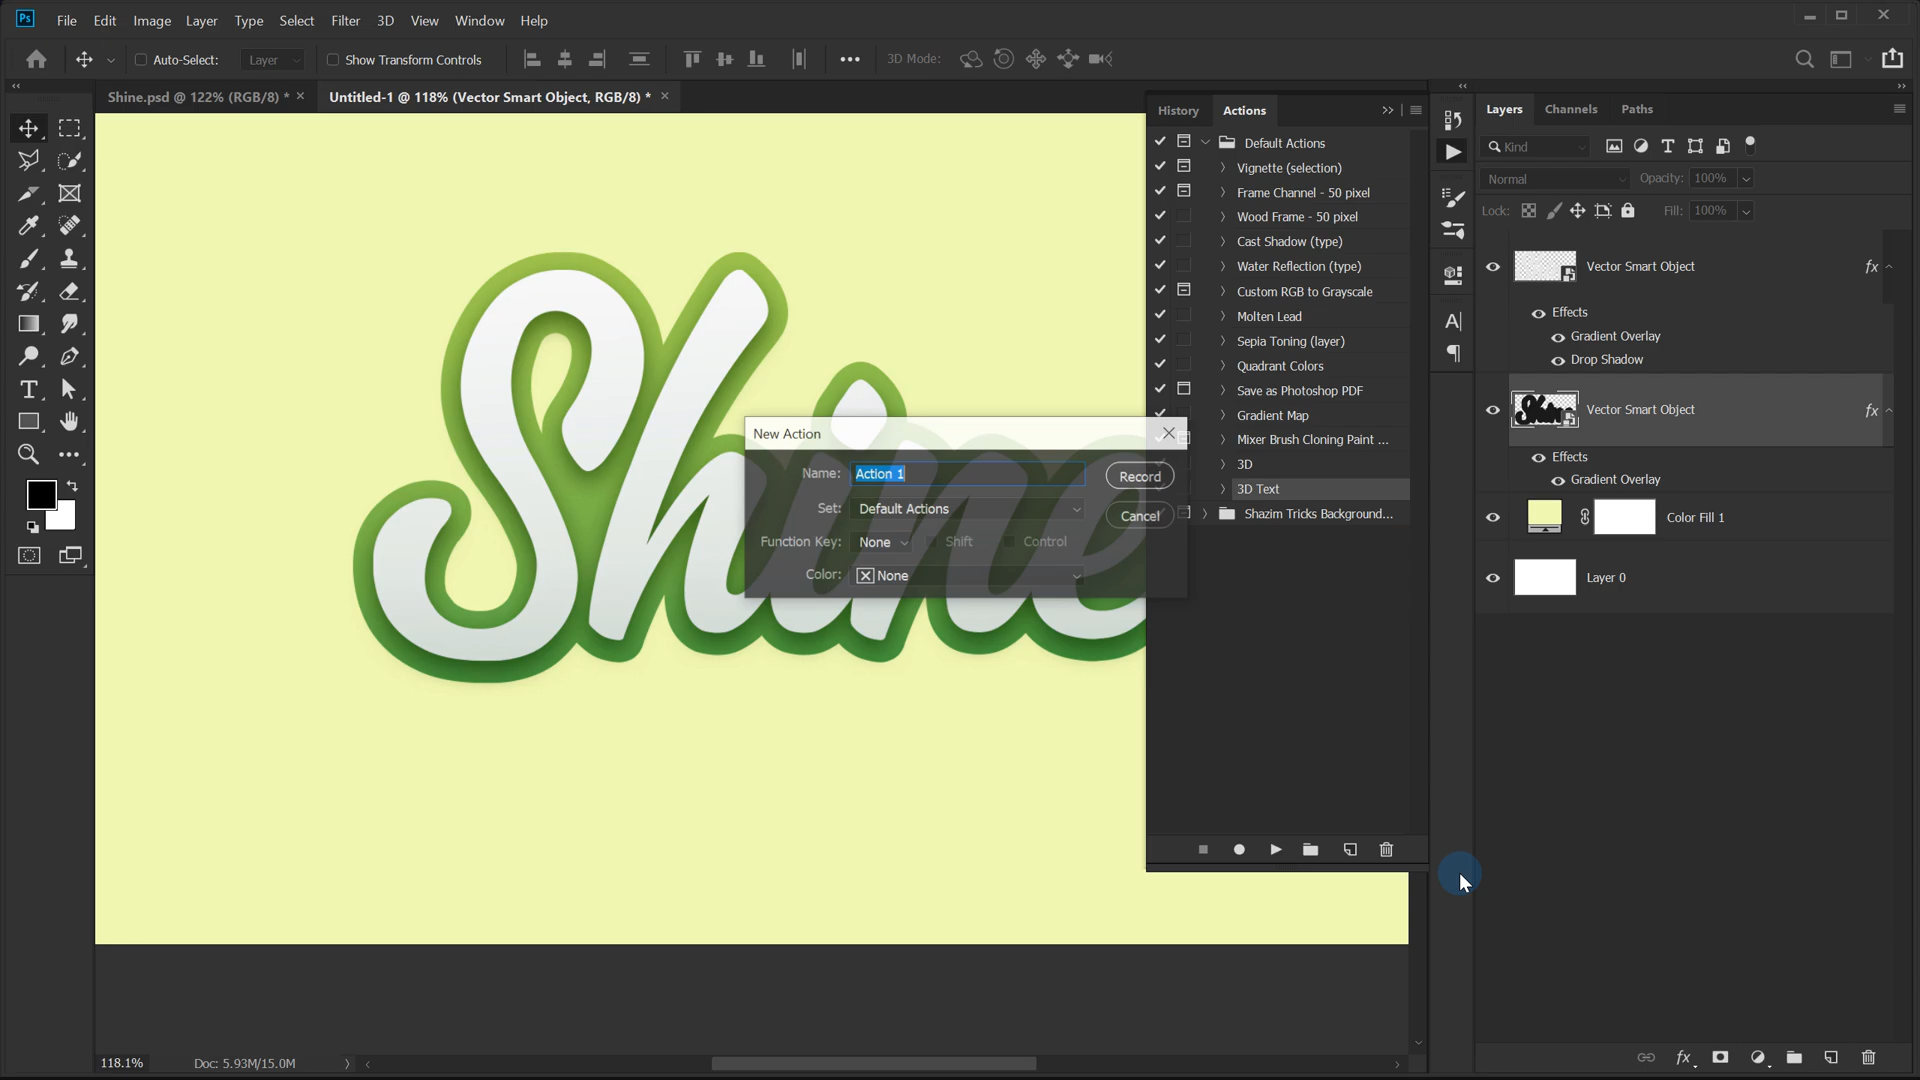 Ps File Edit Image Layer Type Select Filter 3D View Window Help
Auto-Select: Layer Show Transform Controls 3D Mode:
Shine.psd @ 122% (RGB/8) * × Untitled-1 @ 118% (Vector Smart Object, RGB/8) * ×
Shine
New Action
Name: Action 1
Set: Default Actions
Function Key: None Shift Control
Color: None
Record
Cancel
History Actions
Default Actions
Vignette (selection)
Frame Channel - 50 pixel
Wood Frame - 50 pixel
Cast Shadow (type)
Water Reflection (type)
Custom RGB to Grayscale
Molten Lead
Sepia Toning (layer)
Quadrant Colors
Save as Photoshop PDF
Gradient Map
Mixer Brush Cloning Paint ...
3D
3D Text
Shazim Tricks Background...
Layers Channels Paths
Kind
Normal Opacity: 100%
Lock: Fill: 100%
Vector Smart Object fx
Effects
Gradient Overlay
Drop Shadow
Vector Smart Object fx
Effects
Gradient Overlay
Color Fill 1
Layer 0
118.1% Doc: 5.93M/15.0M
fx